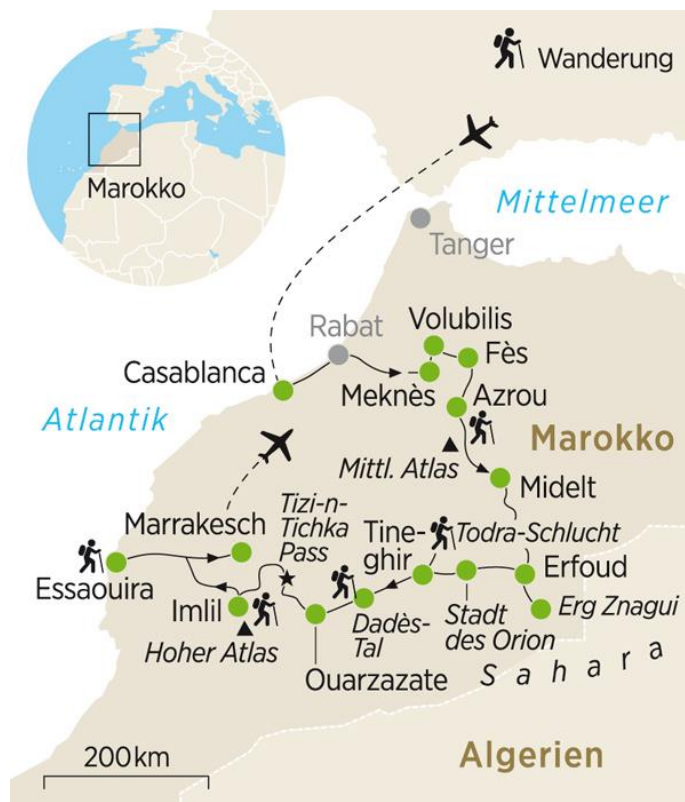 Wanderung
Marokko
Mittelmeer
Tanger
Rabat
Volubilis
Fès
Casablanca
Meknès
Azrou
Atlantik
Marokko
Mittl. Atlas
Midelt
Marrakesch
Tizi-n-
Tichka
Pass
Tine-
ghir
Todra-Schlucht
Essaouira
Erfoud
Imlil
Dadès-
Tal
Stadt
des Orion
Erg Znagui
Hoher Atlas
Ouarzazate
Sahara
200 km
Algerien